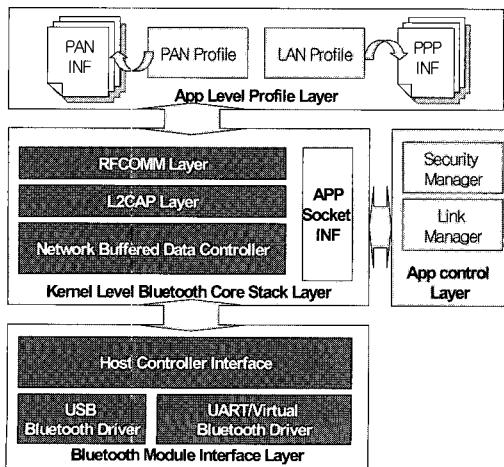 PAN
INF
PAN Profile
LAN Profile
PPP
INF
App Level Profile Layer
RFCOMM Layer
L2CAP Layer
Network Buffered Data Controller
APP
Socket
INF
Kernel Level Bluetooth Core Stack Layer
Security
Manager
Link
Manager
App control
Layer
Host Controller Interface
USB
Bluetooth Driver
UART/Virtual
Bluetooth Driver
Bluetooth Module Interface Layer